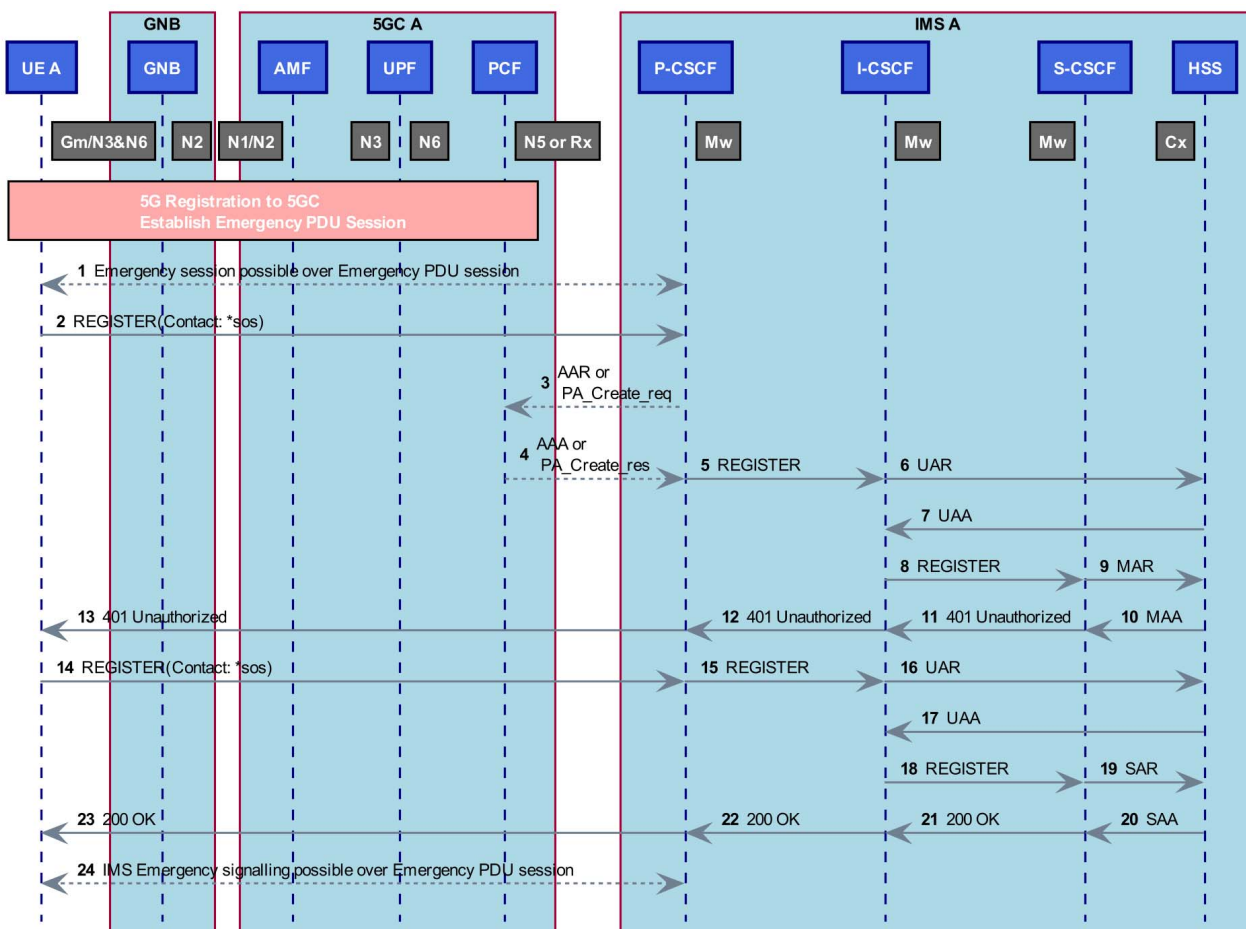 GNB
5GC A
IMS A
UE A
GNB
AMF
UPF
PCF
P-CSCF
I-CSCF
S-CSCF
HSS
Gm/N3&N6
N2
N1/N2
N3
N6
N5 or Rx
Mw
Mw
Mw
Cx
5G Registration to 5GC
Establish Emergency PDU Session
1 Emergency session possible over Emergency PDU session
2 REGISTER(Contact: *sos)
3 AAR or
PA_Create_req
4 AAA or
PA_Create_res
5 REGISTER
6 UAR
7 UAA
8 REGISTER
9 MAR
13 401 Unauthorized
12 401 Unauthorized
11 401 Unauthorized
10 MAA
14 REGISTER(Contact: *sos)
15 REGISTER
16 UAR
17 UAA
18 REGISTER
19 SAR
23 200 OK
22 200 OK
21 200 OK
20 SAA
24 IMS Emergency signalling possible over Emergency PDU session